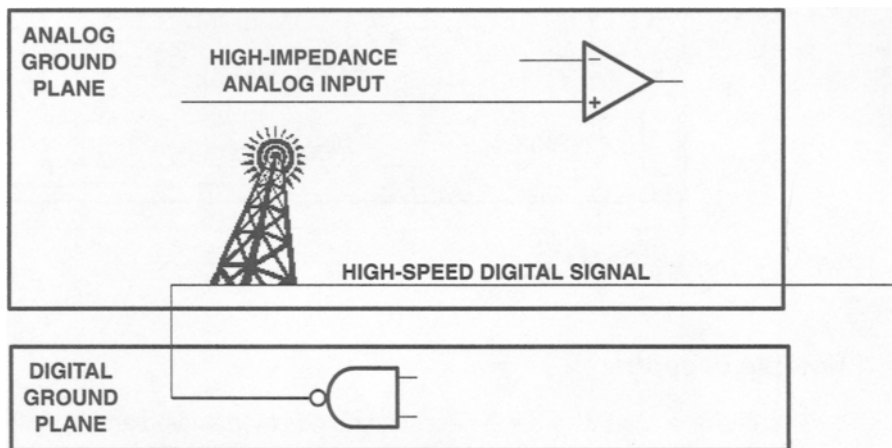 ANALOG
GROUND
PLANE
HIGH-IMPEDANCE
ANALOG INPUT
−
+
HIGH-SPEED DIGITAL SIGNAL
DIGITAL
GROUND
PLANE